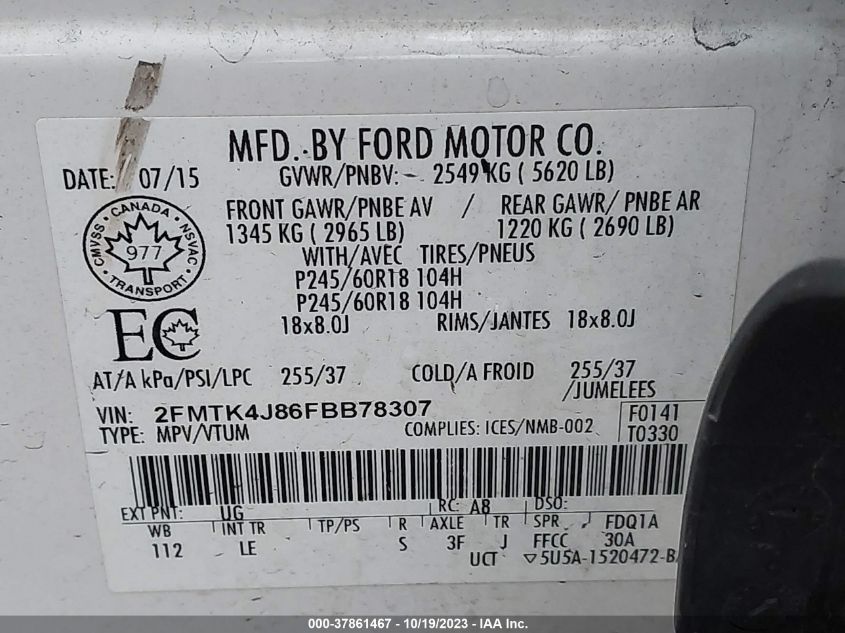 MFD. BY FORD MOTOR CO.
DATE: 07/15
GVWR/PNBV: 2549 KG ( 5620 LB)
FRONT GAWR/PNBE AV / REAR GAWR/ PNBE AR
1345 KG ( 2965 LB) 1220 KG ( 2690 LB)
WITH/AVEC TIRES/PNEUS
P245/60R18 104H
P245/60R18 104H
18x8.0J RIMS/JANTES 18x8.0J
CANADA
CMVSS NSVAC
977
TRANSPORT
EC
AT/A kPa/PSI/LPC 255/37 COLD/A FROID 255/37
/JUMELEES
VIN: 2FMTK4J86FBB78307
TYPE: MPV/VTUM COMPLIES: ICES/NMB-002
F0141
T0330
EXT PNT: UG RC: A8 DSO:
WB INT TR TP/PS R AXLE TR SPR FDQ1A
112 LE S 3F J FFCC 30A
UCT ▽5U5A-1520472-B
000-37861467 - 10/19/2023 - IAA Inc.